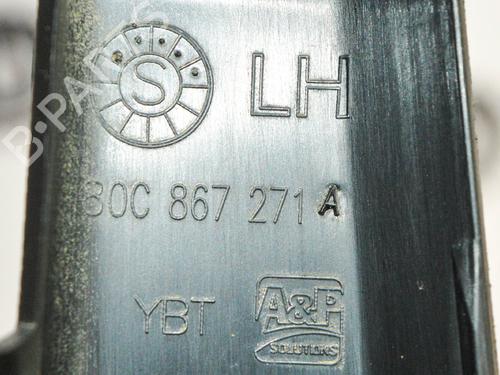 S LH
80C 867 271 A
YBT A&P
SOLUTIONS
B-PARTS